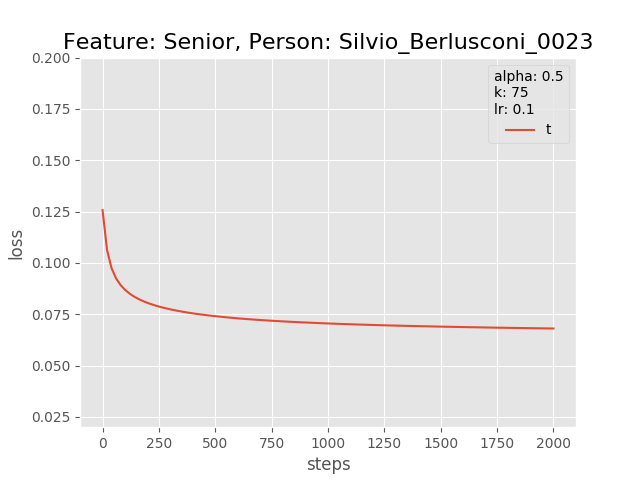 Feature: Senior, Person: Silvio_Berlusconi_0023
0.200
0.175
0.150
0.125
0.100
0.075
0.050
0.025
loss
alpha: 0.5
k: 75
lr: 0.1
t
0 250 500 750 1000 1250 1500 1750 2000
steps